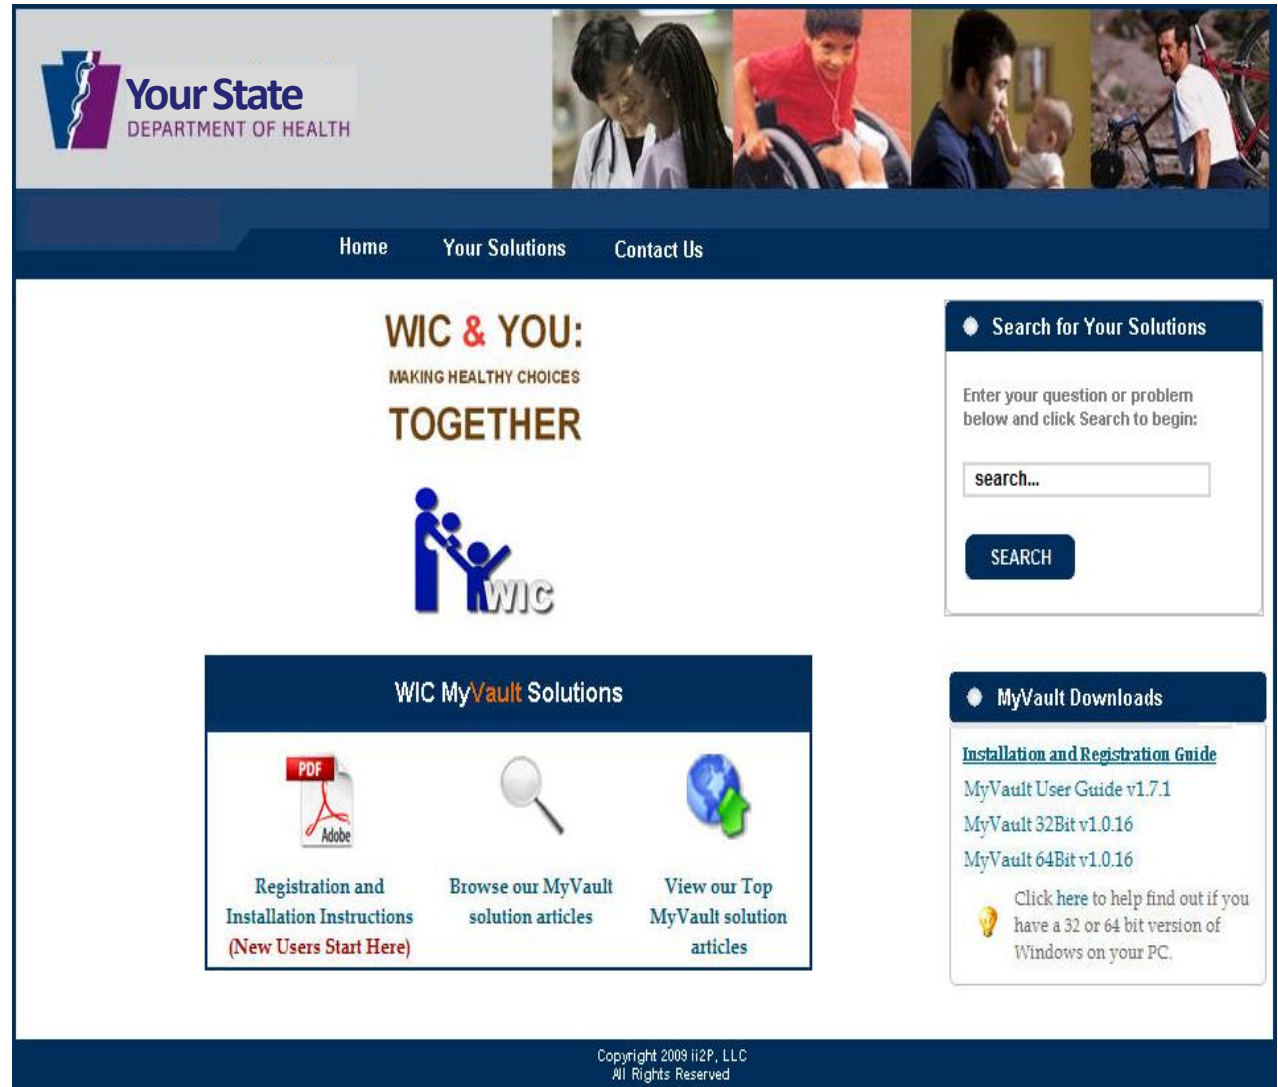 Your State
DEPARTMENT OF HEALTH
Home Your Solutions Contact Us
WIC & YOU:
MAKING HEALTHY CHOICES
TOGETHER
WIC
WIC MyVault Solutions
PDF
Adobe
Registration and
Installation Instructions
(New Users Start Here)
Browse our MyVault
solution articles
View our Top
MyVault solution
articles
Search for Your Solutions
Enter your question or problem
below and click Search to begin:
search...
SEARCH
MyVault Downloads
Installation and Registration Guide
MyVault User Guide v1.7.1
MyVault 32Bit v1.0.16
MyVault 64Bit v1.0.16
Click here to help find out if you
have a 32 or 64 bit version of
Windows on your PC.
Copyright 2009 ii2P, LLC
All Rights Reserved